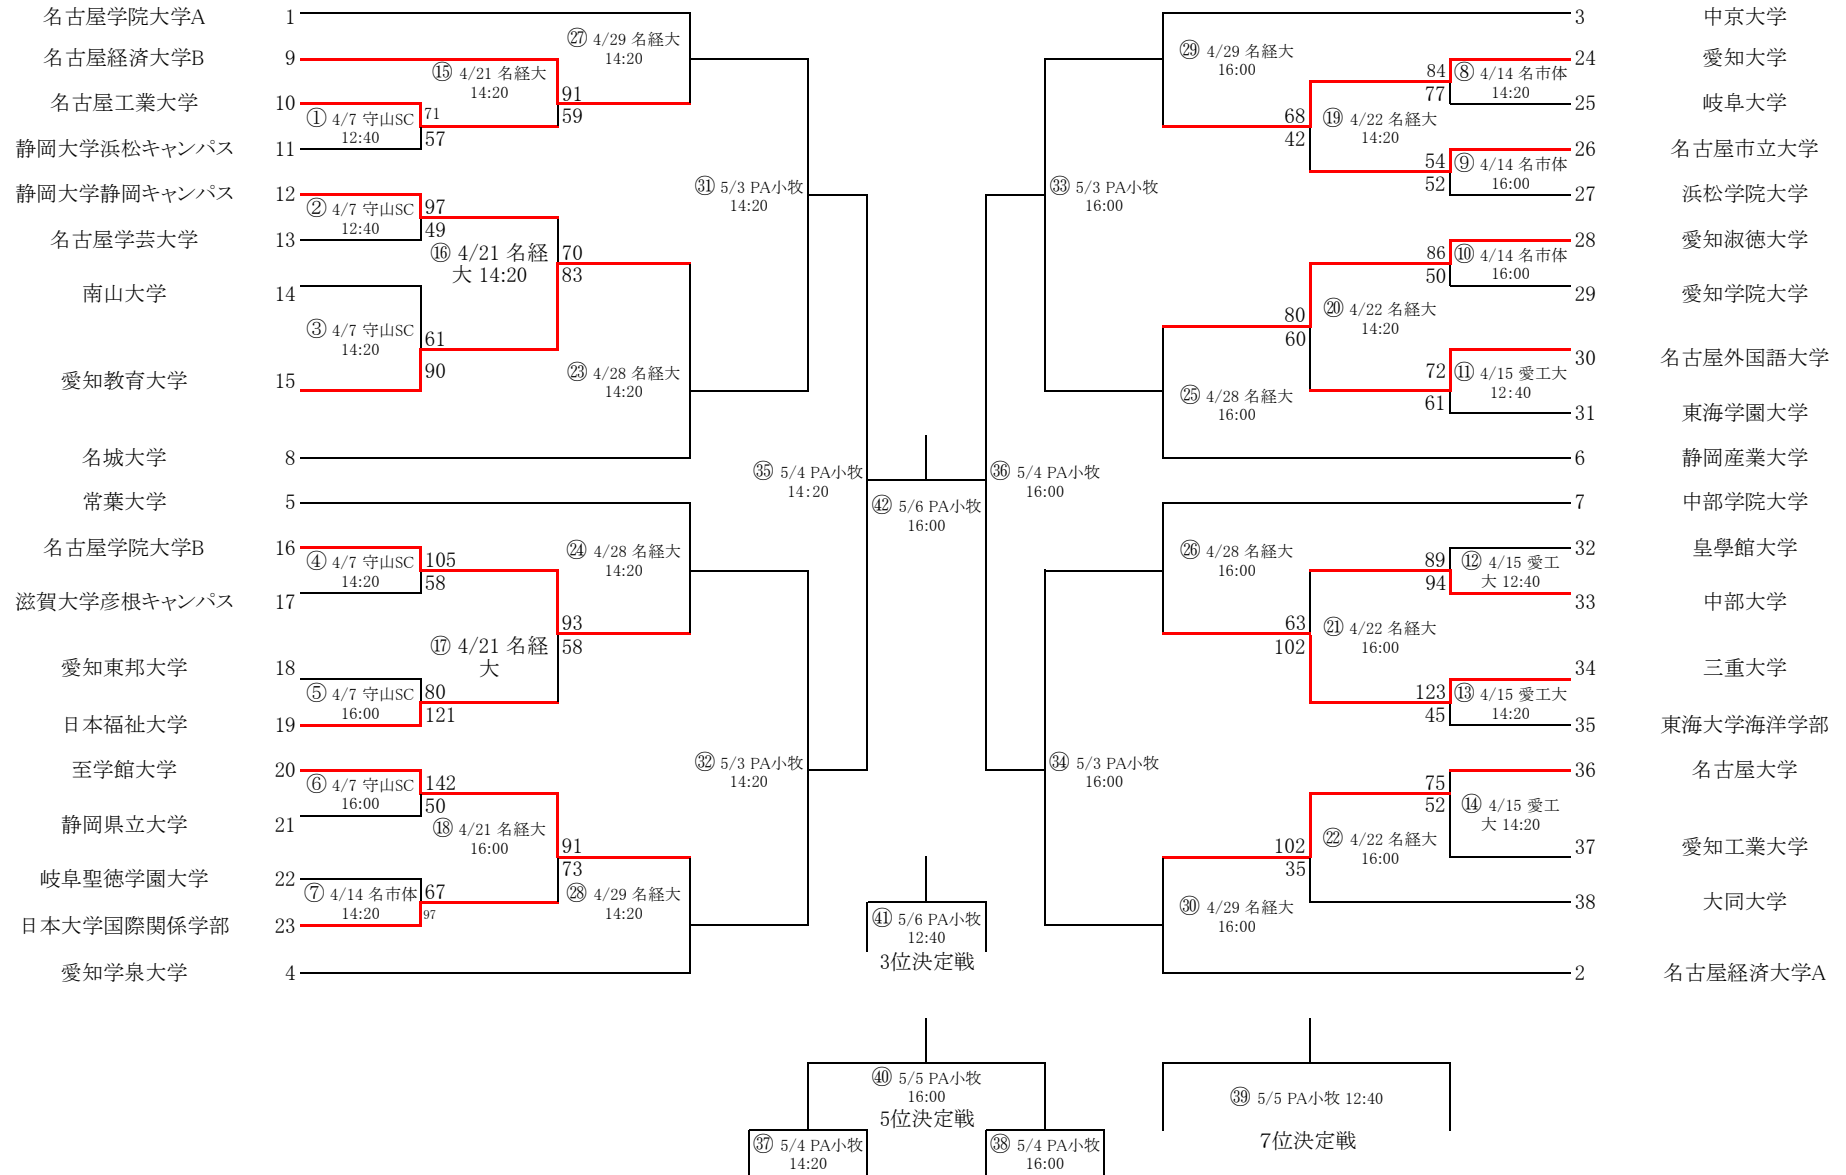 名古屋学院大学A 1
名古屋経済大学B 9
名古屋工業大学 10
静岡大学浜松キャンパス 11
静岡大学静岡キャンパス 12
名古屋学芸大学 13
南山大学 14
愛知教育大学 15
名城大学 8
常葉大学 5
名古屋学院大学B 16
滋賀大学彦根キャンパス 17
愛知東邦大学 18
日本福祉大学 19
至学館大学 20
静岡県立大学 21
岐阜聖徳学園大学 22
日本大学国際関係学部 23
愛知学泉大学 4
① 4/7 守山SC
12:40
71
57
② 4/7 守山SC
12:40
97
49
③ 4/7 守山SC
14:20
61
90
④ 4/7 守山SC
14:20
105
58
⑤ 4/7 守山SC
16:00
80
121
⑥ 4/7 守山SC
16:00
142
50
⑦ 4/14 名市体
14:20
67
97
⑮ 4/21 名経大
14:20
91
59
⑯ 4/21 名経
大 14:20
70
83
⑰ 4/21 名経
大
93
58
⑱ 4/21 名経大
16:00
91
73
㉗ 4/29 名経大
14:20
㉓ 4/28 名経大
14:20
㉔ 4/28 名経大
14:20
㉘ 4/29 名経大
14:20
㉛ 5/3 PA小牧
14:20
㉜ 5/3 PA小牧
14:20
㉟ 5/4 PA小牧
14:20
㊷ 5/6 PA小牧
16:00
㊱ 5/4 PA小牧
16:00
㉝ 5/3 PA小牧
16:00
㉞ 5/3 PA小牧
16:00
㉙ 4/29 名経大
16:00
㉕ 4/28 名経大
16:00
㉖ 4/28 名経大
16:00
㉚ 4/29 名経大
16:00
68
42
⑲ 4/22 名経大
14:20
80
60
⑳ 4/22 名経大
14:20
63
102
㉑ 4/22 名経大
16:00
102
35
㉒ 4/22 名経大
16:00
84
77
⑧ 4/14 名市体
14:20
54
52
⑨ 4/14 名市体
16:00
86
50
⑩ 4/14 名市体
16:00
72
61
⑪ 4/15 愛工大
12:40
89
94
⑫ 4/15 愛工
大 12:40
123
45
⑬ 4/15 愛工大
14:20
75
52
⑭ 4/15 愛工
大 14:20
3 中京大学
24 愛知大学
25 岐阜大学
26 名古屋市立大学
27 浜松学院大学
28 愛知淑徳大学
29 愛知学院大学
30 名古屋外国語大学
31 東海学園大学
6 静岡産業大学
7 中部学院大学
32 皇學館大学
33 中部大学
34 三重大学
35 東海大学海洋学部
36 名古屋大学
37 愛知工業大学
38 大同大学
2 名古屋経済大学A
㊶ 5/6 PA小牧
12:40
3位決定戦
㊵ 5/5 PA小牧
16:00
5位決定戦
㊲ 5/4 PA小牧
14:20
㊳ 5/4 PA小牧
16:00
㊴ 5/5 PA小牧 12:40
7位決定戦